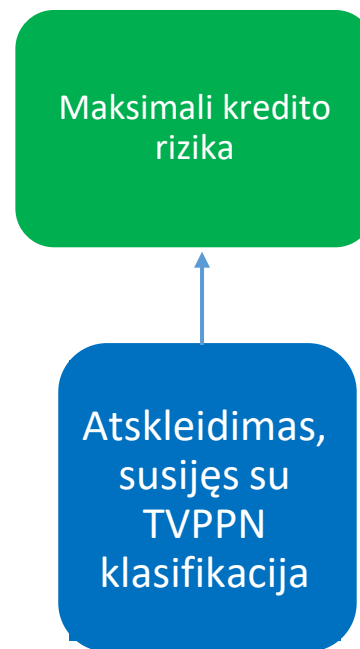 Maksimali kredito
rizika
Atskleidimas,
susijęs su
TVPPN
klasifikacija